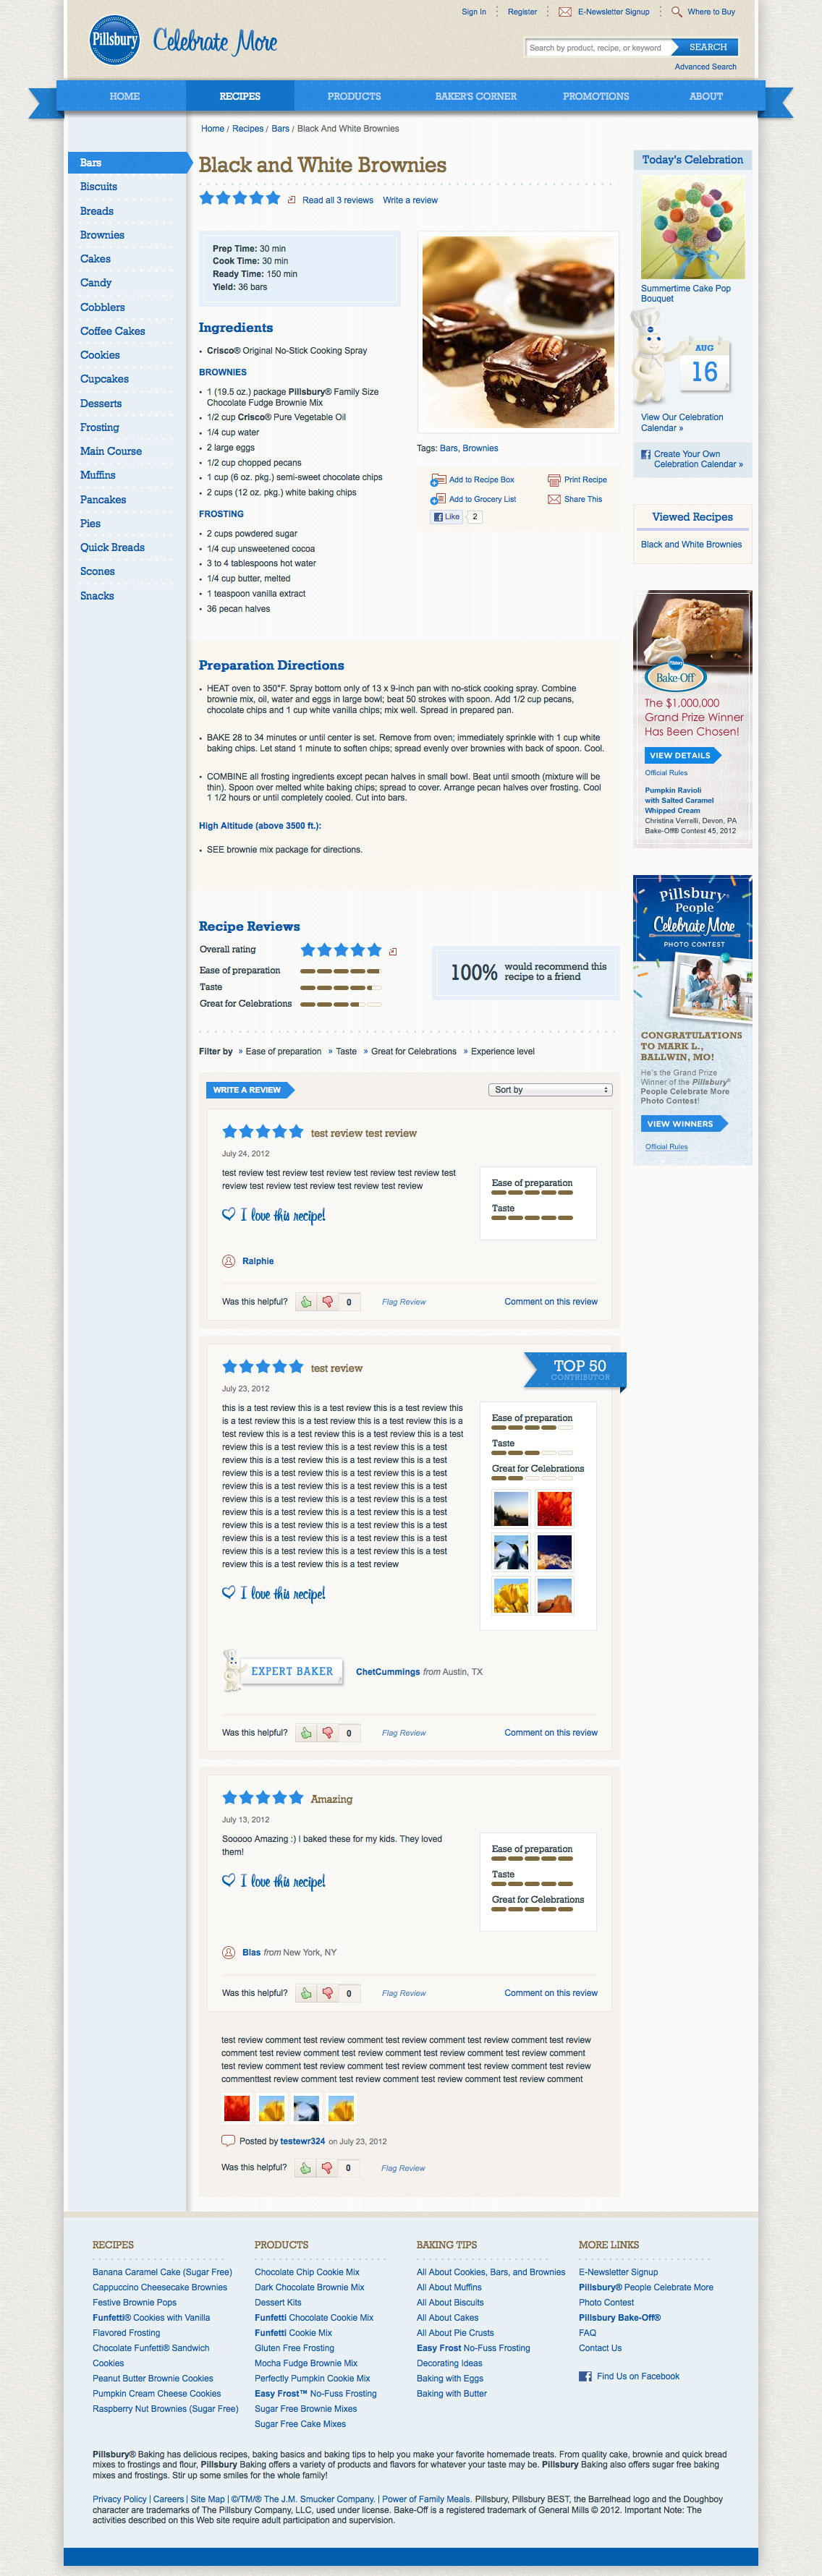 Sign In
Register
E-Newsletter Signup
Where to Buy
Pillsbury
Celebrate More
Search by product, recipe, or keyword
SEARCH
Advanced Search
HOME
RECIPES
PRODUCTS
BAKER'S CORNER
PROMOTIONS
ABOUT
Home / Recipes / Bars / Black And White Brownies
Bars
Biscuits
Breads
Brownies
Cakes
Candy
Cobblers
Coffee Cakes
Cookies
Cupcakes
Desserts
Frosting
Main Course
Muffins
Pancakes
Pies
Quick Breads
Scones
Snacks
Black and White Brownies
Read all 3 reviews
Write a review
Prep Time: 30 min
Cook Time: 30 min
Ready Time: 150 min
Yield: 36 bars
Ingredients
• Crisco® Original No-Stick Cooking Spray
BROWNIES
• 1 (19.5 oz.) package Pillsbury® Family Size
Chocolate Fudge Brownie Mix
• 1/2 cup Crisco® Pure Vegetable Oil
• 1/4 cup water
• 2 large eggs
• 1/2 cup chopped pecans
• 1 cup (6 oz. pkg.) semi-sweet chocolate chips
• 2 cups (12 oz. pkg.) white baking chips
FROSTING
• 2 cups powdered sugar
• 1/4 cup unsweetened cocoa
• 3 to 4 tablespoons hot water
• 1/4 cup butter, melted
• 1 teaspoon vanilla extract
• 36 pecan halves
Tags: Bars, Brownies
Add to Recipe Box
Print Recipe
Add to Grocery List
Share This
Like
2
Preparation Directions
• HEAT oven to 350°F. Spray bottom only of 13 x 9-inch pan with no-stick cooking spray. Combine
brownie mix, oil, water and eggs in large bowl; beat 50 strokes with spoon. Add 1/2 cup pecans,
chocolate chips and 1 cup white vanilla chips; mix well. Spread in prepared pan.
• BAKE 28 to 34 minutes or until center is set. Remove from oven; immediately sprinkle with 1 cup white
baking chips. Let stand 1 minute to soften chips; spread evenly over brownies with back of spoon. Cool.
• COMBINE all frosting ingredients except pecan halves in small bowl. Beat until smooth (mixture will be
thin). Spoon over melted white baking chips; spread to cover. Arrange pecan halves over frosting. Cool
1 1/2 hours or until completely cooled. Cut into bars.
High Altitude (above 3500 ft.):
• SEE brownie mix package for directions.
Recipe Reviews
Overall rating
Ease of preparation
Taste
Great for Celebrations
100%
would recommend this
recipe to a friend
Filter by » Ease of preparation » Taste » Great for Celebrations » Experience level
WRITE A REVIEW
Sort by
test review test review
July 24, 2012
test review test review test review test review test review test
review test review test review test review test review
I love this recipe!
Ease of preparation
Taste
Ralphie
Was this helpful?
0
Flag Review
Comment on this review
test review
TOP 50
CONTRIBUTOR
July 23, 2012
this is a test review this is a test review this is a test review this
is a test review this is a test review this is a test review this is a
test review this is a test review this is a test review this is a test
review this is a test review this is a test review this is a test
review this is a test review this is a test review this is a test
review this is a test review this is a test review this is a test
review this is a test review this is a test review this is a test
review this is a test review this is a test review this is a test
review this is a test review this is a test review this is a test
review this is a test review this is a test review this is a test
review this is a test review this is a test review this is a test
review this is a test review this is a test review this is a test
review this is a test review this is a test review
I love this recipe!
Ease of preparation
Taste
Great for Celebrations
EXPERT BAKER
ChetCummings from Austin, TX
Was this helpful?
0
Flag Review
Comment on this review
Amazing
July 13, 2012
Sooooo Amazing :) I baked these for my kids. They loved
them!
I love this recipe!
Ease of preparation
Taste
Great for Celebrations
Blas from New York, NY
Was this helpful?
0
Flag Review
Comment on this review
test review comment test review comment test review comment test review comment test review
comment test review comment test review comment test review comment test review comment
test review comment test review comment test review comment test review comment test review
commenttest review comment test review comment test review comment test review comment
Posted by testewr324 on July 23, 2012
Was this helpful?
0
Flag Review
Today's Celebration
Summertime Cake Pop
Bouquet
AUG
16
View Our Celebration
Calendar »
Create Your Own
Celebration Calendar »
Viewed Recipes
Black and White Brownies
Pillsbury
Bake-Off
The $1,000,000
Grand Prize Winner
Has Been Chosen!
VIEW DETAILS
Official Rules
Pumpkin Ravioli
with Salted Caramel
Whipped Cream
Christina Verrelli, Devon, PA
Bake-Off® Contest 45, 2012
Pillsbury®
People
Celebrate More
PHOTO CONTEST
CONGRATULATIONS
TO MARK L.,
BALLWIN, MO!
He's the Grand Prize
Winner of the Pillsbury®
People Celebrate More
Photo Contest!
VIEW WINNERS
Official Rules
RECIPES
Banana Caramel Cake (Sugar Free)
Cappuccino Cheesecake Brownies
Festive Brownie Pops
Funfetti® Cookies with Vanilla
Flavored Frosting
Chocolate Funfetti® Sandwich
Cookies
Peanut Butter Brownie Cookies
Pumpkin Cream Cheese Cookies
Raspberry Nut Brownies (Sugar Free)
PRODUCTS
Chocolate Chip Cookie Mix
Dark Chocolate Brownie Mix
Dessert Kits
Funfetti Chocolate Cookie Mix
Funfetti Cookie Mix
Gluten Free Frosting
Mocha Fudge Brownie Mix
Perfectly Pumpkin Cookie Mix
Easy Frost™ No-Fuss Frosting
Sugar Free Brownie Mixes
Sugar Free Cake Mixes
BAKING TIPS
All About Cookies, Bars, and Brownies
All About Muffins
All About Biscuits
All About Cakes
All About Pie Crusts
Easy Frost No-Fuss Frosting
Decorating Ideas
Baking with Eggs
Baking with Butter
MORE LINKS
E-Newsletter Signup
Pillsbury® People Celebrate More
Photo Contest
Pillsbury Bake-Off®
FAQ
Contact Us
Find Us on Facebook
Pillsbury® Baking has delicious recipes, baking basics and baking tips to help you make your favorite homemade treats. From quality cake, brownie and quick bread
mixes to frostings and flour, Pillsbury Baking offers a variety of products and flavors for whatever your taste may be. Pillsbury Baking also offers sugar free baking
mixes and frostings. Stir up some smiles for the whole family!
Privacy Policy | Careers | Site Map | ©/TM/® The J.M. Smucker Company. | Power of Family Meals. Pillsbury, Pillsbury BEST, the Barrelhead logo and the Doughboy
character are trademarks of The Pillsbury Company, LLC, used under license. Bake-Off is a registered trademark of General Mills © 2012. Important Note: The
activities described on this Web site require adult participation and supervision.